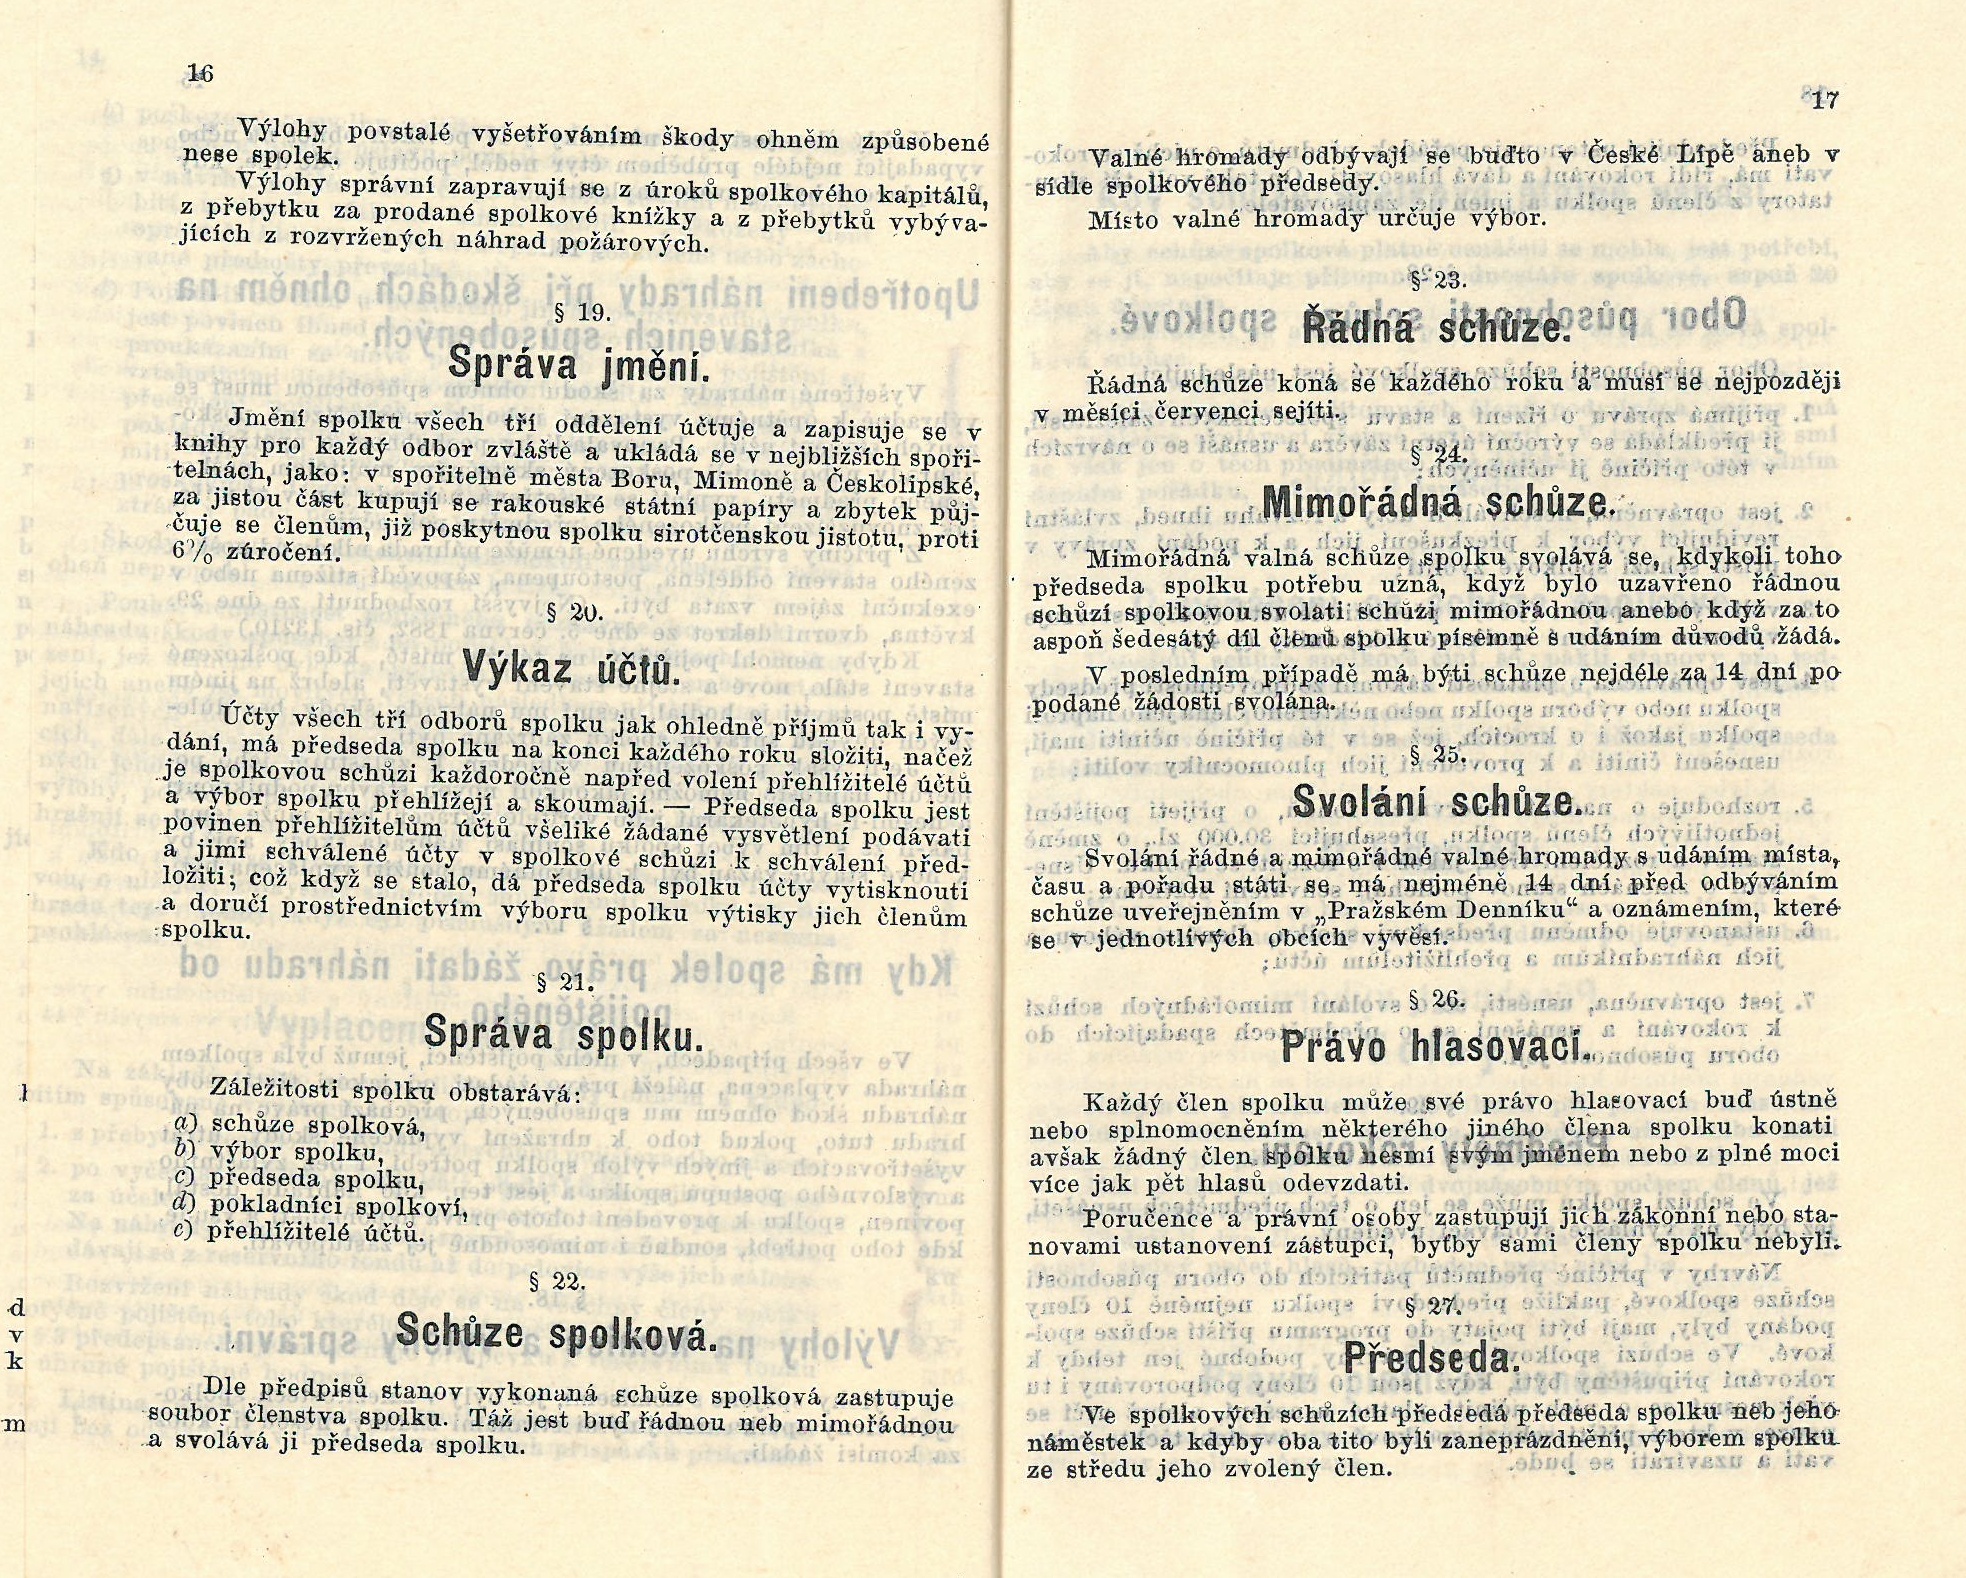 16
Výlohy povstalé vyšetřováním škody ohněm způsobené
nese spolek.
Výlohy správní zapravují se z úroků spolkového kapitálů,
z přebytku za prodané spolkové knížky a z přebytků vybýva-
jících z rozvržených náhrad požárových.
§ 19.
Správa jmění.
Jmění spolku všech tří oddělení účtuje a zapisuje se v
knihy pro každý odbor zvláště a ukládá se v nejbližších spoři-
telnách, jako: v spořitelně města Boru, Mimoně a Českolipské,
za jistou část kupují se rakouské státní papíry a zbytek půj-
čuje se členům, již poskytnou spolku sirotčenskou jistotu, proti
6% zúročení.
§ 20.
Výkaz účtů.
Účty všech tří odborů spolku jak ohledně příjmů tak i vy-
dání, má předseda spolku na konci každého roku složiti, načež
je spolkovou schůzi každoročně napřed volení přehlížitelé účtů
a výbor spolku přehlížejí a skoumají. — Předseda spolku jest
povinen přehlížitelům účtů všeliké žádané vysvětlení podávati
a jimi schválené účty v spolkové schůzi k schválení před-
ložiti; což když se stalo, dá předseda spolku účty vytisknouti
a doručí prostřednictvím výboru spolku výtisky jich členům
spolku.
§ 21.
Správa spolku.
Záležitosti spolku obstarává:
a) schůze spolková,
b) výbor spolku,
c) předseda spolku,
d) pokladníci spolkoví,
e) přehlížitelé účtů.
§ 22.
Schůze spolková.
Dle předpisů stanov vykonaná schůze spolková zastupuje
soubor členstva spolku. Táž jest buď řádnou neb mimořádnou
a svolává ji předseda spolku.
d
v
k
m
17
Valné hromady odbývají se buďto v České Lípě aneb v
sídle spolkového předsedy.
Místo valné hromady určuje výbor.
§ 23.
Řádná schůze.
Řádná schůze koná se každého roku a musí se nejpozději
v měsíci červenci sejíti.
§ 24.
Mimořádná schůze.
Mimořádná valná schůze spolku svolává se, kdykoli toho
předseda spolku potřebu uzná, když bylo uzavřeno řádnou
schůzí spolkovou svolati schůzi mimořádnou anebo když za to
aspoň šedesátý díl členů spolku písemně s udáním důvodů žádá.
V posledním případě má býti schůze nejdéle za 14 dní po
podané žádosti svolána.
§ 25.
Svolání schůze.
Svolání řádné a mimořádné valné hromady s udáním místa,
času a pořadu státi se má nejméně 14 dní před odbýváním
schůze uveřejněním v „Pražském Denníku“ a oznámením, které
se v jednotlívých obcích vyvěsí.
§ 26.
Právo hlasovací.
Každý člen spolku může své právo hlasovací buď ústně
nebo splnomocněním některého jiného člena spolku konati
avšak žádný člen spolku nesmí svým jménem nebo z plné moci
více jak pět hlasů odevzdati.
Poručence a právní osoby zastupují jich zákonní nebo sta-
novami ustanovení zástupci, byťby sami členy spolku nebyli.
§ 27.
Předseda.
Ve spolkových schůzích předsedá předseda spolku neb jeho
náměstek a kdyby oba tito byli zaneprázdnění, výborem spolku
ze středu jeho zvolený člen.